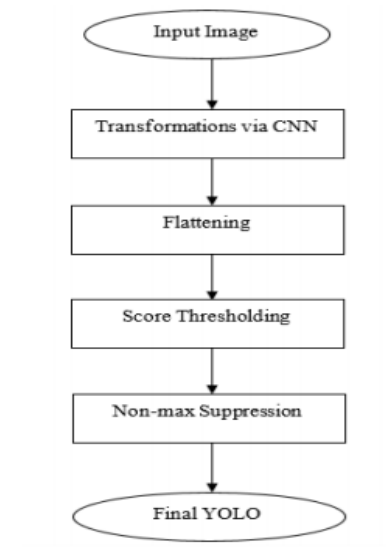 Input Image
Transformations via CNN
Flattening
Score Thresholding
Non-max Suppression
Final YOLO